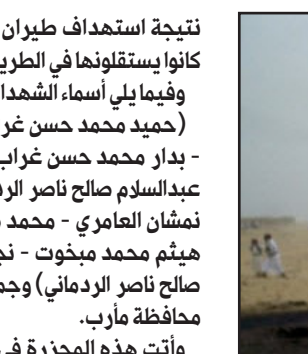 نتيجة استهداف طيران
كانوا يستقلونها في الطري
وفيما يلي أسماء الشهدا
(حميد محمد حسن غر
- بدار محمد حسن غراب
عبدالسلام صالح ناصر الرد
نمشان العامري - محمد
هيثم محمد مبخوت - نج
صالح ناصر الردماني) وجم
محافظة مأرب.
وأتت هذه المجزرة في